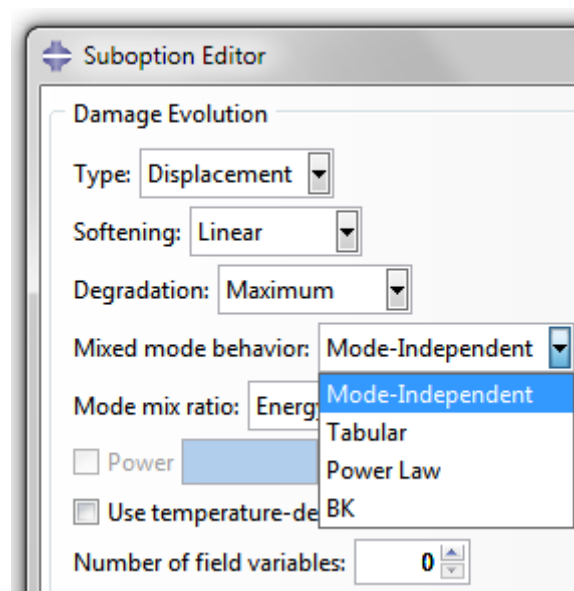 Suboption Editor
Damage Evolution
Type: Displacement
Softening: Linear
Degradation: Maximum
Mixed mode behavior: Mode-Independent
Mode-Independent
Tabular
Power Law
BK
Mode mix ratio: Energy
Power
Use temperature-de
Number of field variables: 0